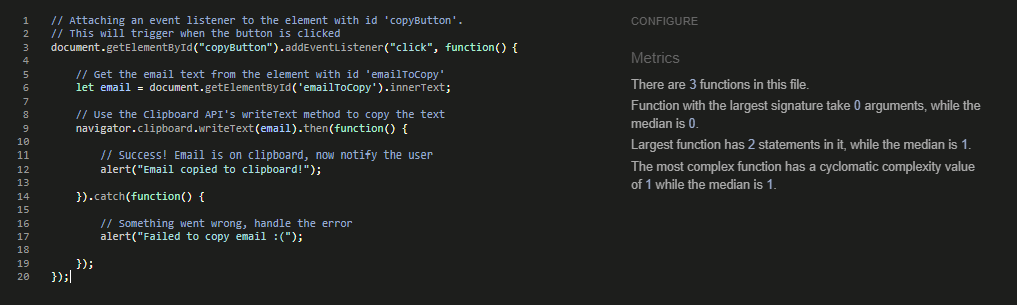 1 // Attaching an event listener to the element with id 'copyButton'.
2 // This will trigger when the button is clicked
3 document.getElementById("copyButton").addEventListener("click", function() {
4
5 // Get the email text from the element with id 'emailToCopy'
6 let email = document.getElementById('emailToCopy').innerText;
7
8 // Use the Clipboard API's writeText method to copy the text
9 navigator.clipboard.writeText(email).then(function() {
10
11 // Success! Email is on clipboard, now notify the user
12 alert("Email copied to clipboard!");
13
14 }).catch(function() {
15
16 // Something went wrong, handle the error
17 alert("Failed to copy email :(");
18
19 });
20 });
CONFIGURE
Metrics
There are 3 functions in this file.
Function with the largest signature take 0 arguments, while the
median is 0.
Largest function has 2 statements in it, while the median is 1.
The most complex function has a cyclomatic complexity value
of 1 while the median is 1.